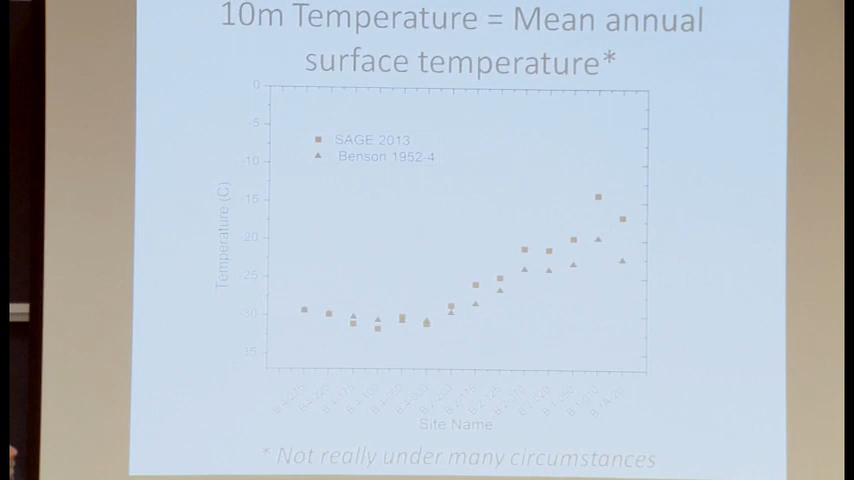 10m Temperature = Mean annual
surface temperature*
0
-5
-10
-15
-20
-25
-30
-35
Temperature (C)
SAGE 2013
Benson 1952-4
Site Name
* Not really under many circumstances